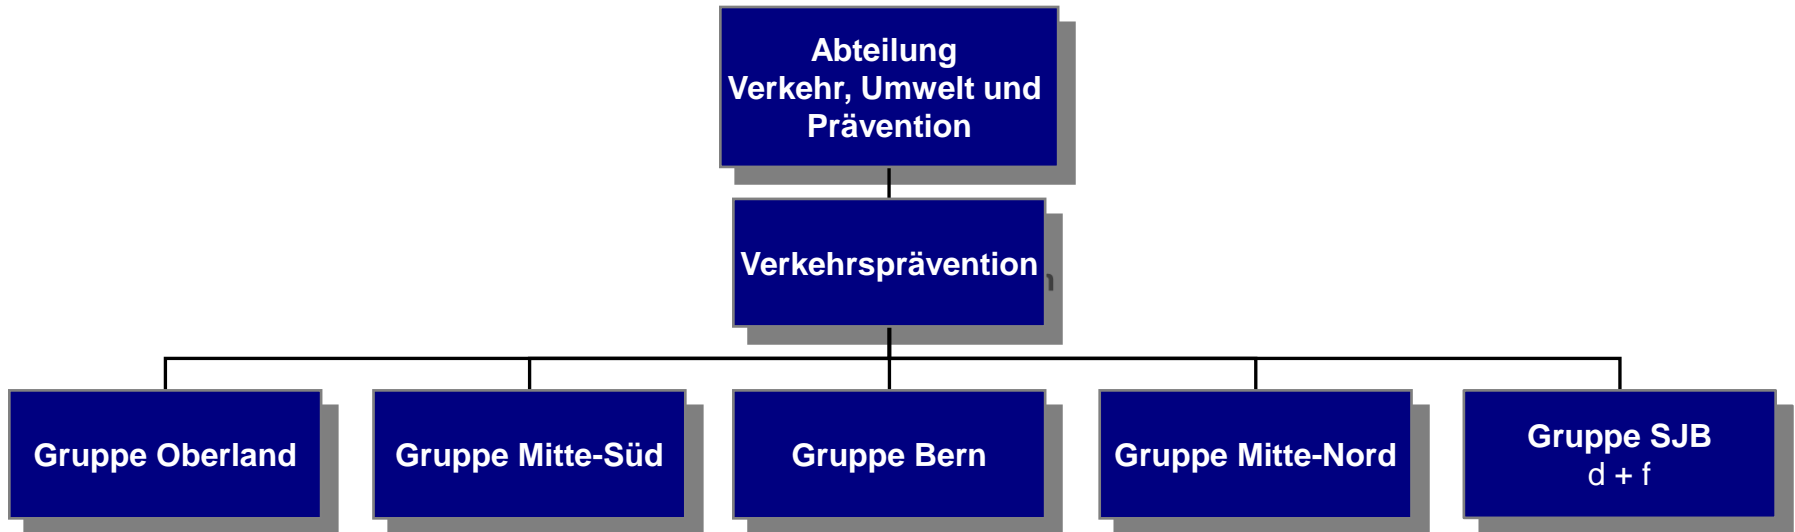 Abteilung
Verkehr, Umwelt und
Prävention
Verkehrsprävention
Gruppe Oberland
Gruppe Mitte-Süd
Gruppe Bern
Gruppe Mitte-Nord
Gruppe SJB
d + f